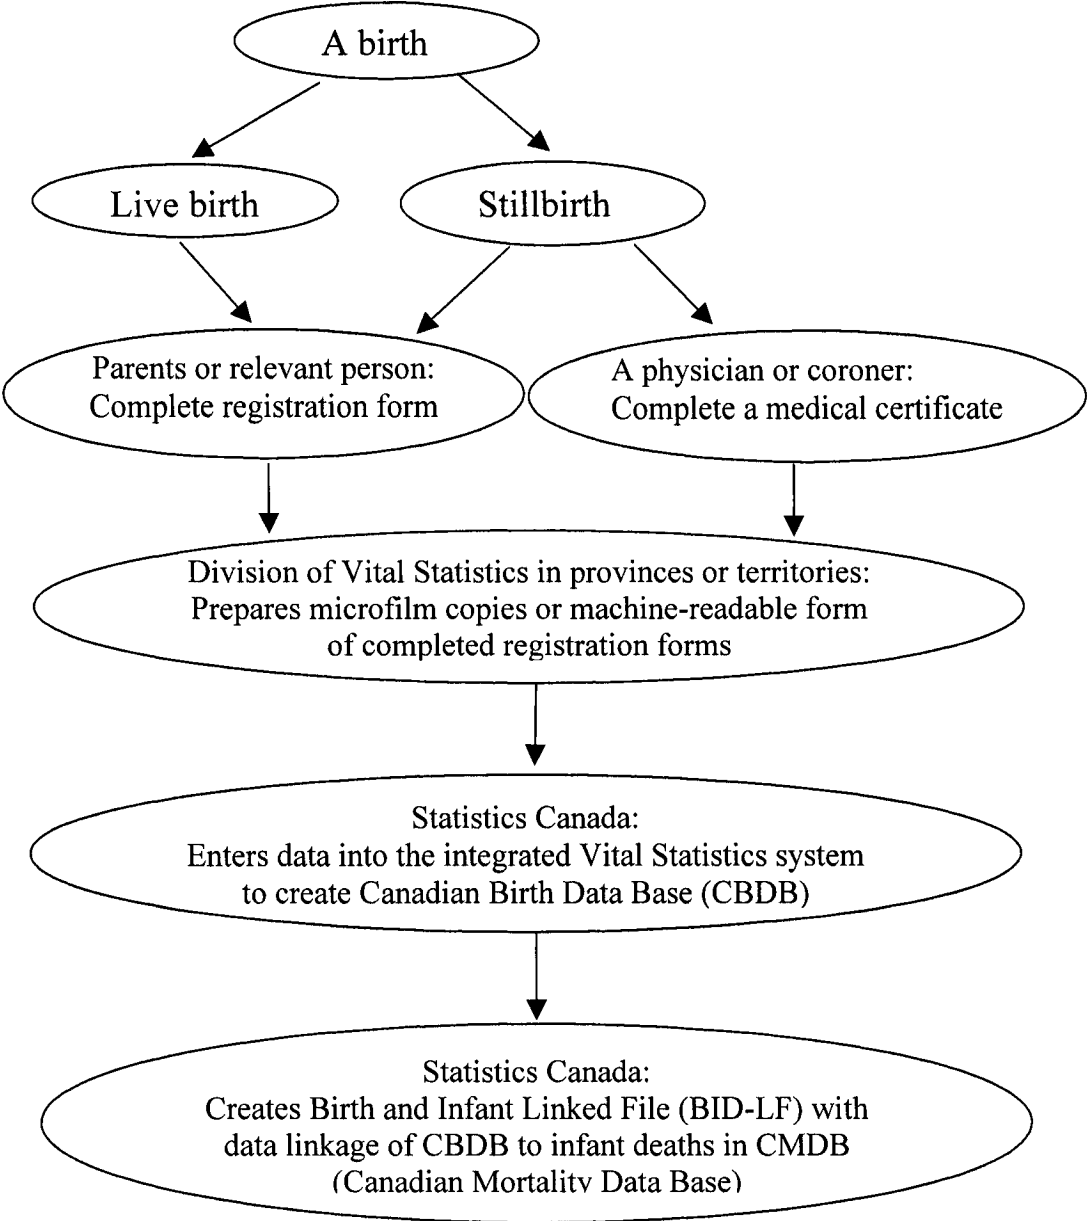 A birth
Live birth
Stillbirth
Parents or relevant person:
Complete registration form
A physician or coroner:
Complete a medical certificate
Division of Vital Statistics in provinces or territories:
Prepares microfilm copies or machine-readable form
of completed registration forms
Statistics Canada:
Enters data into the integrated Vital Statistics system
to create Canadian Birth Data Base (CBDB)
Statistics Canada:
Creates Birth and Infant Linked File (BID-LF) with
data linkage of CBDB to infant deaths in CMDB
(Canadian Mortality Data Base)